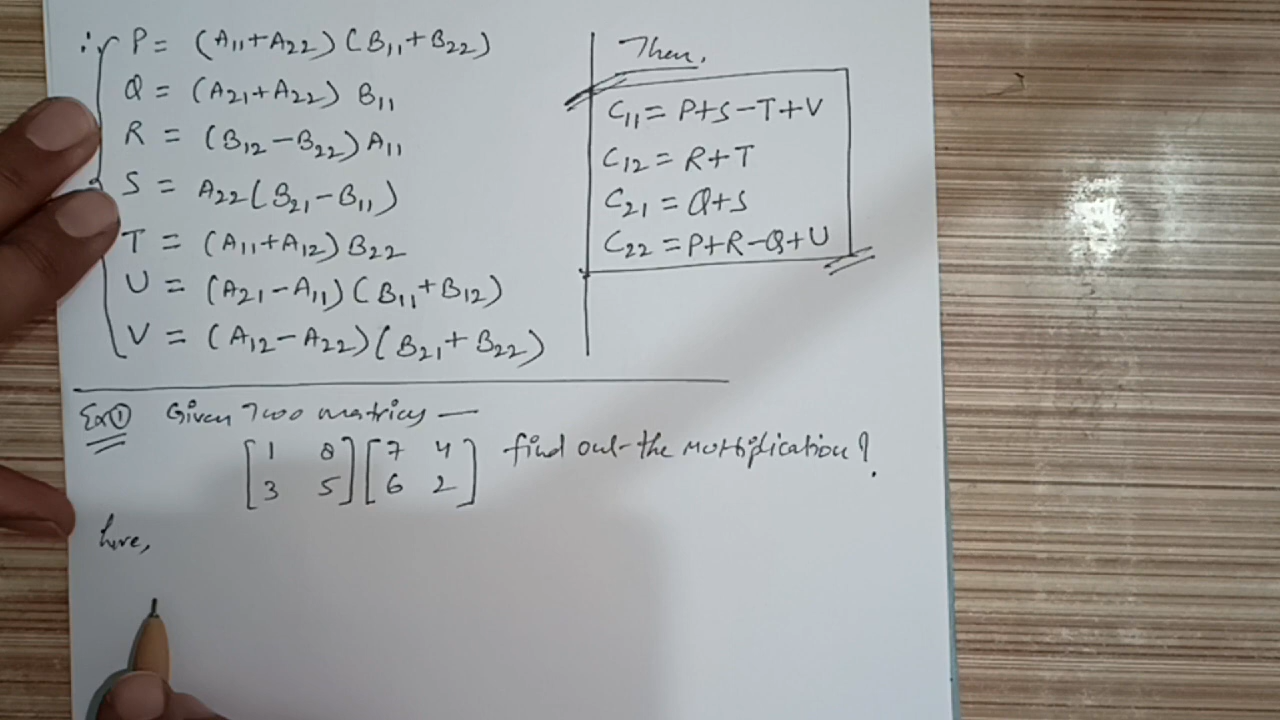 ∴ P = (A11+A22) (B11+B22)
Q = (A21+A22) B11
R = (B12-B22) A11
S = A22(B21-B11)
T = (A11+A12) B22
U = (A21-A11) (B11+B12)
V = (A12-A22) (B21+B22)
Then,
C11 = P+S-T+V
C12 = R+T
C21 = Q+S
C22 = P+R-Q+U
Ex① Given Two matrices —
[1 8] [7 4] find out the multiplication?
[3 5] [6 2]
here,